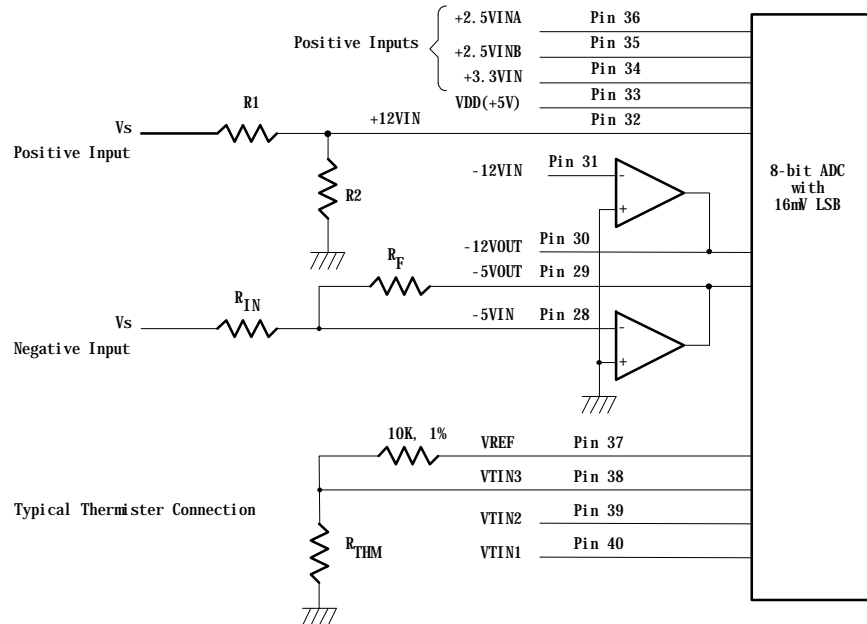 +2.5VINA Pin 36
Positive Inputs
+2.5VINB Pin 35
+3.3VIN Pin 34
VDD(+5V) Pin 33
R1
Vs +12VIN Pin 32
Positive Input
-12VIN Pin 31
-
8-bit ADC
with
16mV LSB
R2
+
-12VOUT Pin 30
RF
-5VOUT Pin 29
RIN
Vs -5VIN Pin 28
-
Negative Input
+
10K, 1% VREF Pin 37
VTIN3 Pin 38
Typical Thermister Connection
VTIN2 Pin 39
RTHM
VTIN1 Pin 40